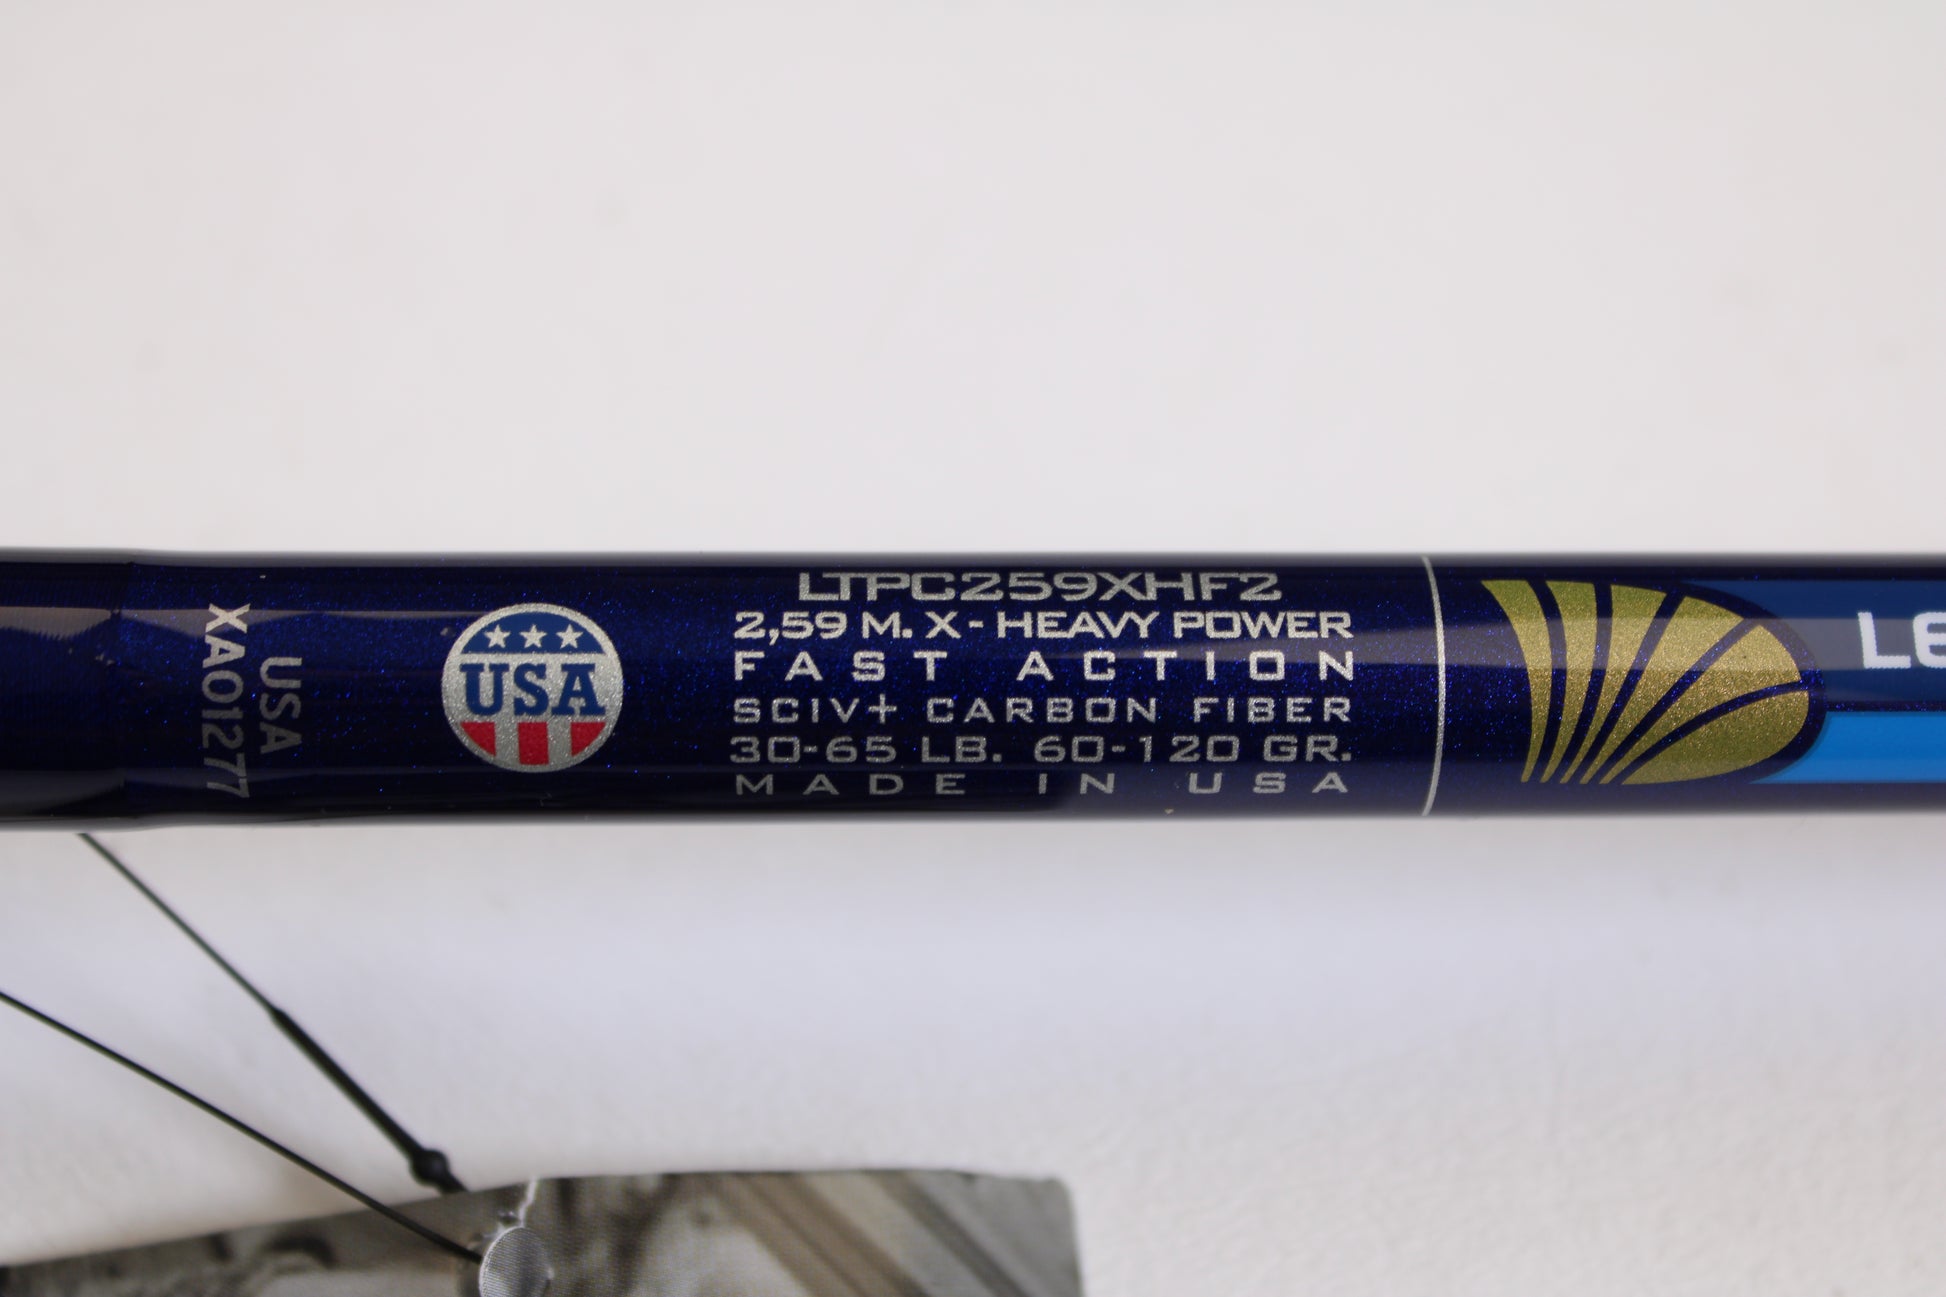 USA
XA01277
USA
LTPC259XHF2
2,59 M. X-HEAVY POWER
FAST ACTION
SCIV+ CARBON FIBER
30-65 LB. 60-120 GR.
MADE IN USA
Le